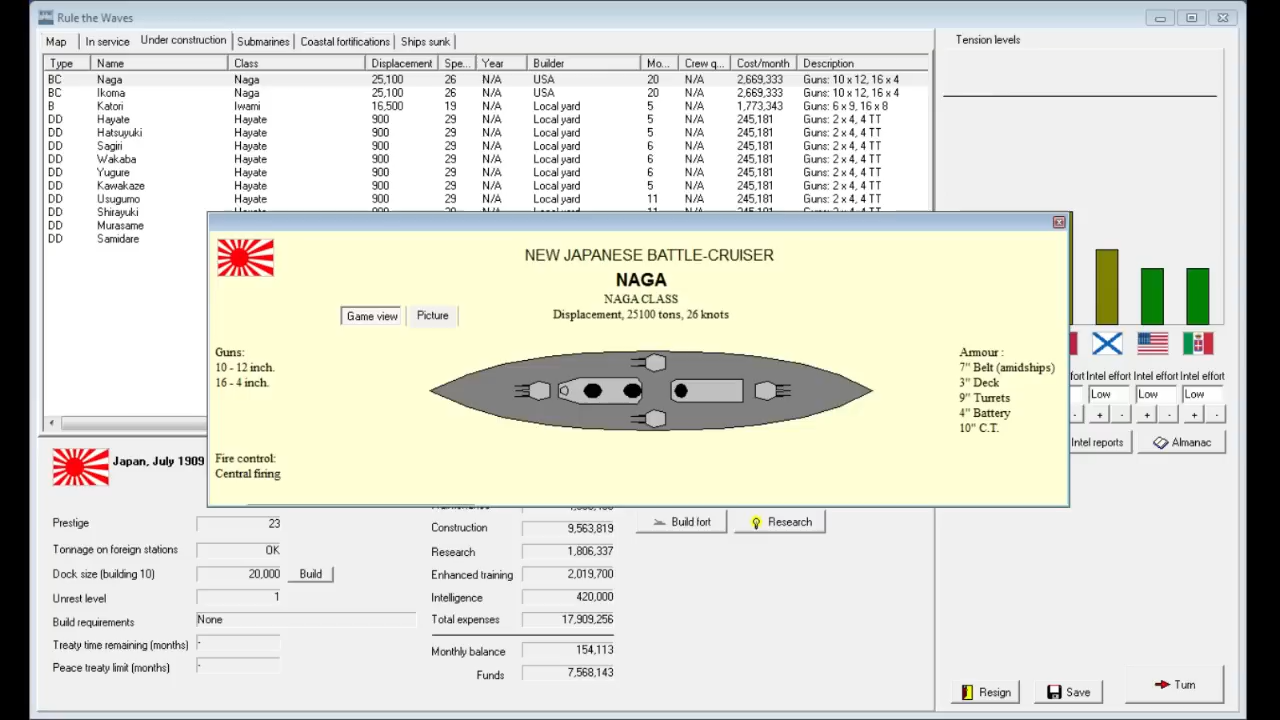 Rule the Waves
Map In service Under construction Submarines Coastal fortifications Ships sunk
Tension levels
Type Name Class Displacement Spe... Year Builder Mo... Crew q... Cost/month Description
BC Naga Naga 25,100 26 N/A USA 20 N/A 2,669,333 Guns: 10 x 12, 16 x 4
BC Ikoma Naga 25,100 26 N/A USA 20 N/A 2,669,333 Guns: 10 x 12, 16 x 4
B Katori Iwami 16,500 19 N/A Local yard 5 N/A 1,773,343 Guns: 6 x 9, 16 x 8
DD Hayate Hayate 900 29 N/A Local yard 5 N/A 245,181 Guns: 2 x 4, 4 TT
DD Hatsuyuki Hayate 900 29 N/A Local yard 5 N/A 245,181 Guns: 2 x 4, 4 TT
DD Sagiri Hayate 900 29 N/A Local yard 6 N/A 245,181 Guns: 2 x 4, 4 TT
DD Wakaba Hayate 900 29 N/A Local yard 6 N/A 245,181 Guns: 2 x 4, 4 TT
DD Yugure Hayate 900 29 N/A Local yard 6 N/A 245,181 Guns: 2 x 4, 4 TT
DD Kawakaze Hayate 900 29 N/A Local yard 5 N/A 245,181 Guns: 2 x 4, 4 TT
DD Usugumo Hayate 900 29 N/A Local yard 11 N/A 245,181 Guns: 2 x 4, 4 TT
DD Shirayuki Hayate 900 29 N/A Local yard 11 N/A 245,181 Guns: 2 x 4, 4 TT
DD Murasame
DD Samidare
NEW JAPANESE BATTLE-CRUISER
NAGA
NAGA CLASS
Displacement, 25100 tons, 26 knots
Game view Picture
Guns:
10 - 12 inch.
16 - 4 inch.
Armour :
7" Belt (amidships)
3" Deck
9" Turrets
4" Battery
10" C.T.
Fire control:
Central firing
fort Intel effort Intel effort Intel effort
Low Low Low
- + - + - + -
Intel reports Almanac
Japan, July 1909
Prestige 23
Tonnage on foreign stations OK
Dock size (building 10) 20,000 Build
Unrest level 1
Build requirements None
Treaty time remaining (months) -
Peace treaty limit (months) -
Construction 9,563,819
Research 1,806,337
Enhanced training 2,019,700
Intelligence 420,000
Total expenses 17,909,256
Monthly balance 154,113
Funds 7,568,143
Build fort Research
Resign Save Turn